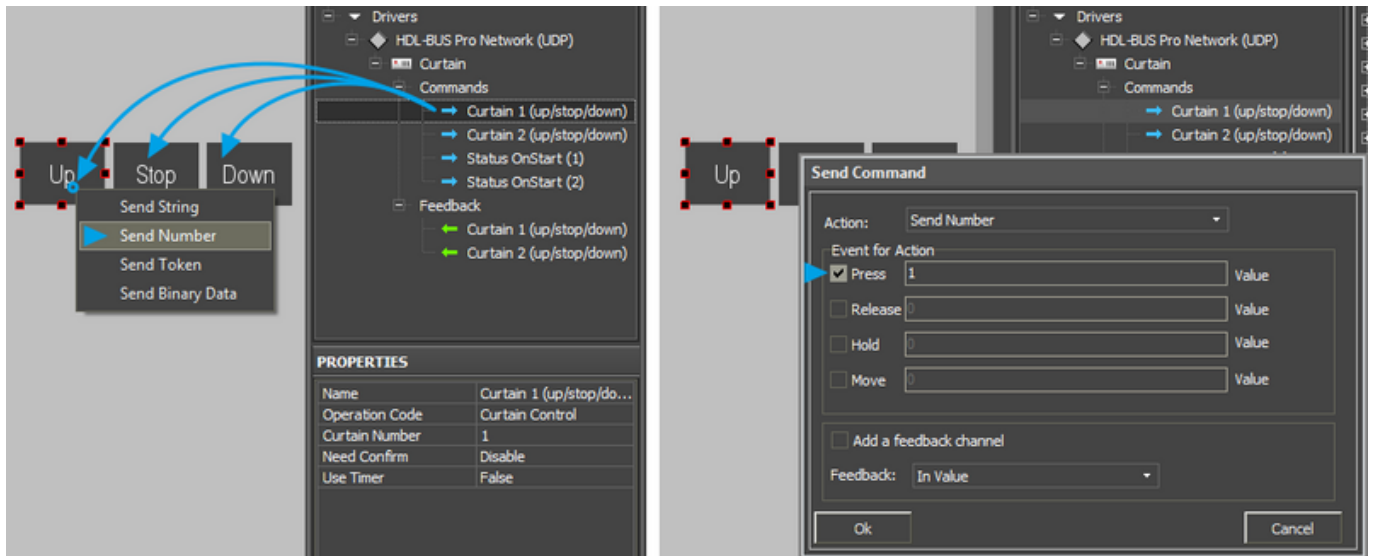 Drivers
HDL-BUS Pro Network (UDP)
Curtain
Commands
Curtain 1 (up/stop/down)
Curtain 2 (up/stop/down)
Status OnStart (1)
Status OnStart (2)
Feedback
Curtain 1 (up/stop/down)
Curtain 2 (up/stop/down)
Up Stop Down
Send String
Send Number
Send Token
Send Binary Data
PROPERTIES
Name Curtain 1 (up/stop/do...
Operation Code Curtain Control
Curtain Number 1
Need Confirm Disable
Use Timer False
Drivers
HDL-BUS Pro Network (UDP)
Curtain
Commands
Curtain 1 (up/stop/down)
Curtain 2 (up/stop/down)
Up
Send Command
Action: Send Number
Event for Action
Press 1 Value
Release 0 Value
Hold 0 Value
Move 0 Value
Add a feedback channel
Feedback: In Value
Ok Cancel